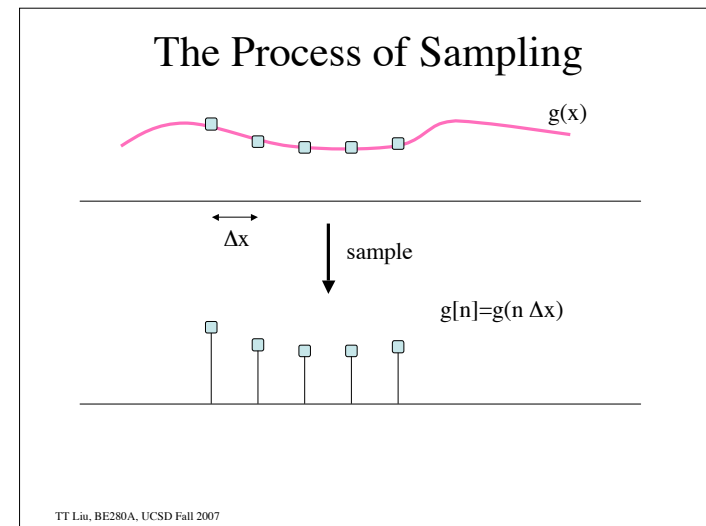 The Process of Sampling
g(x)
Δx
sample
g[n]=g(n Δx)
TT Liu, BE280A, UCSD Fall 2007